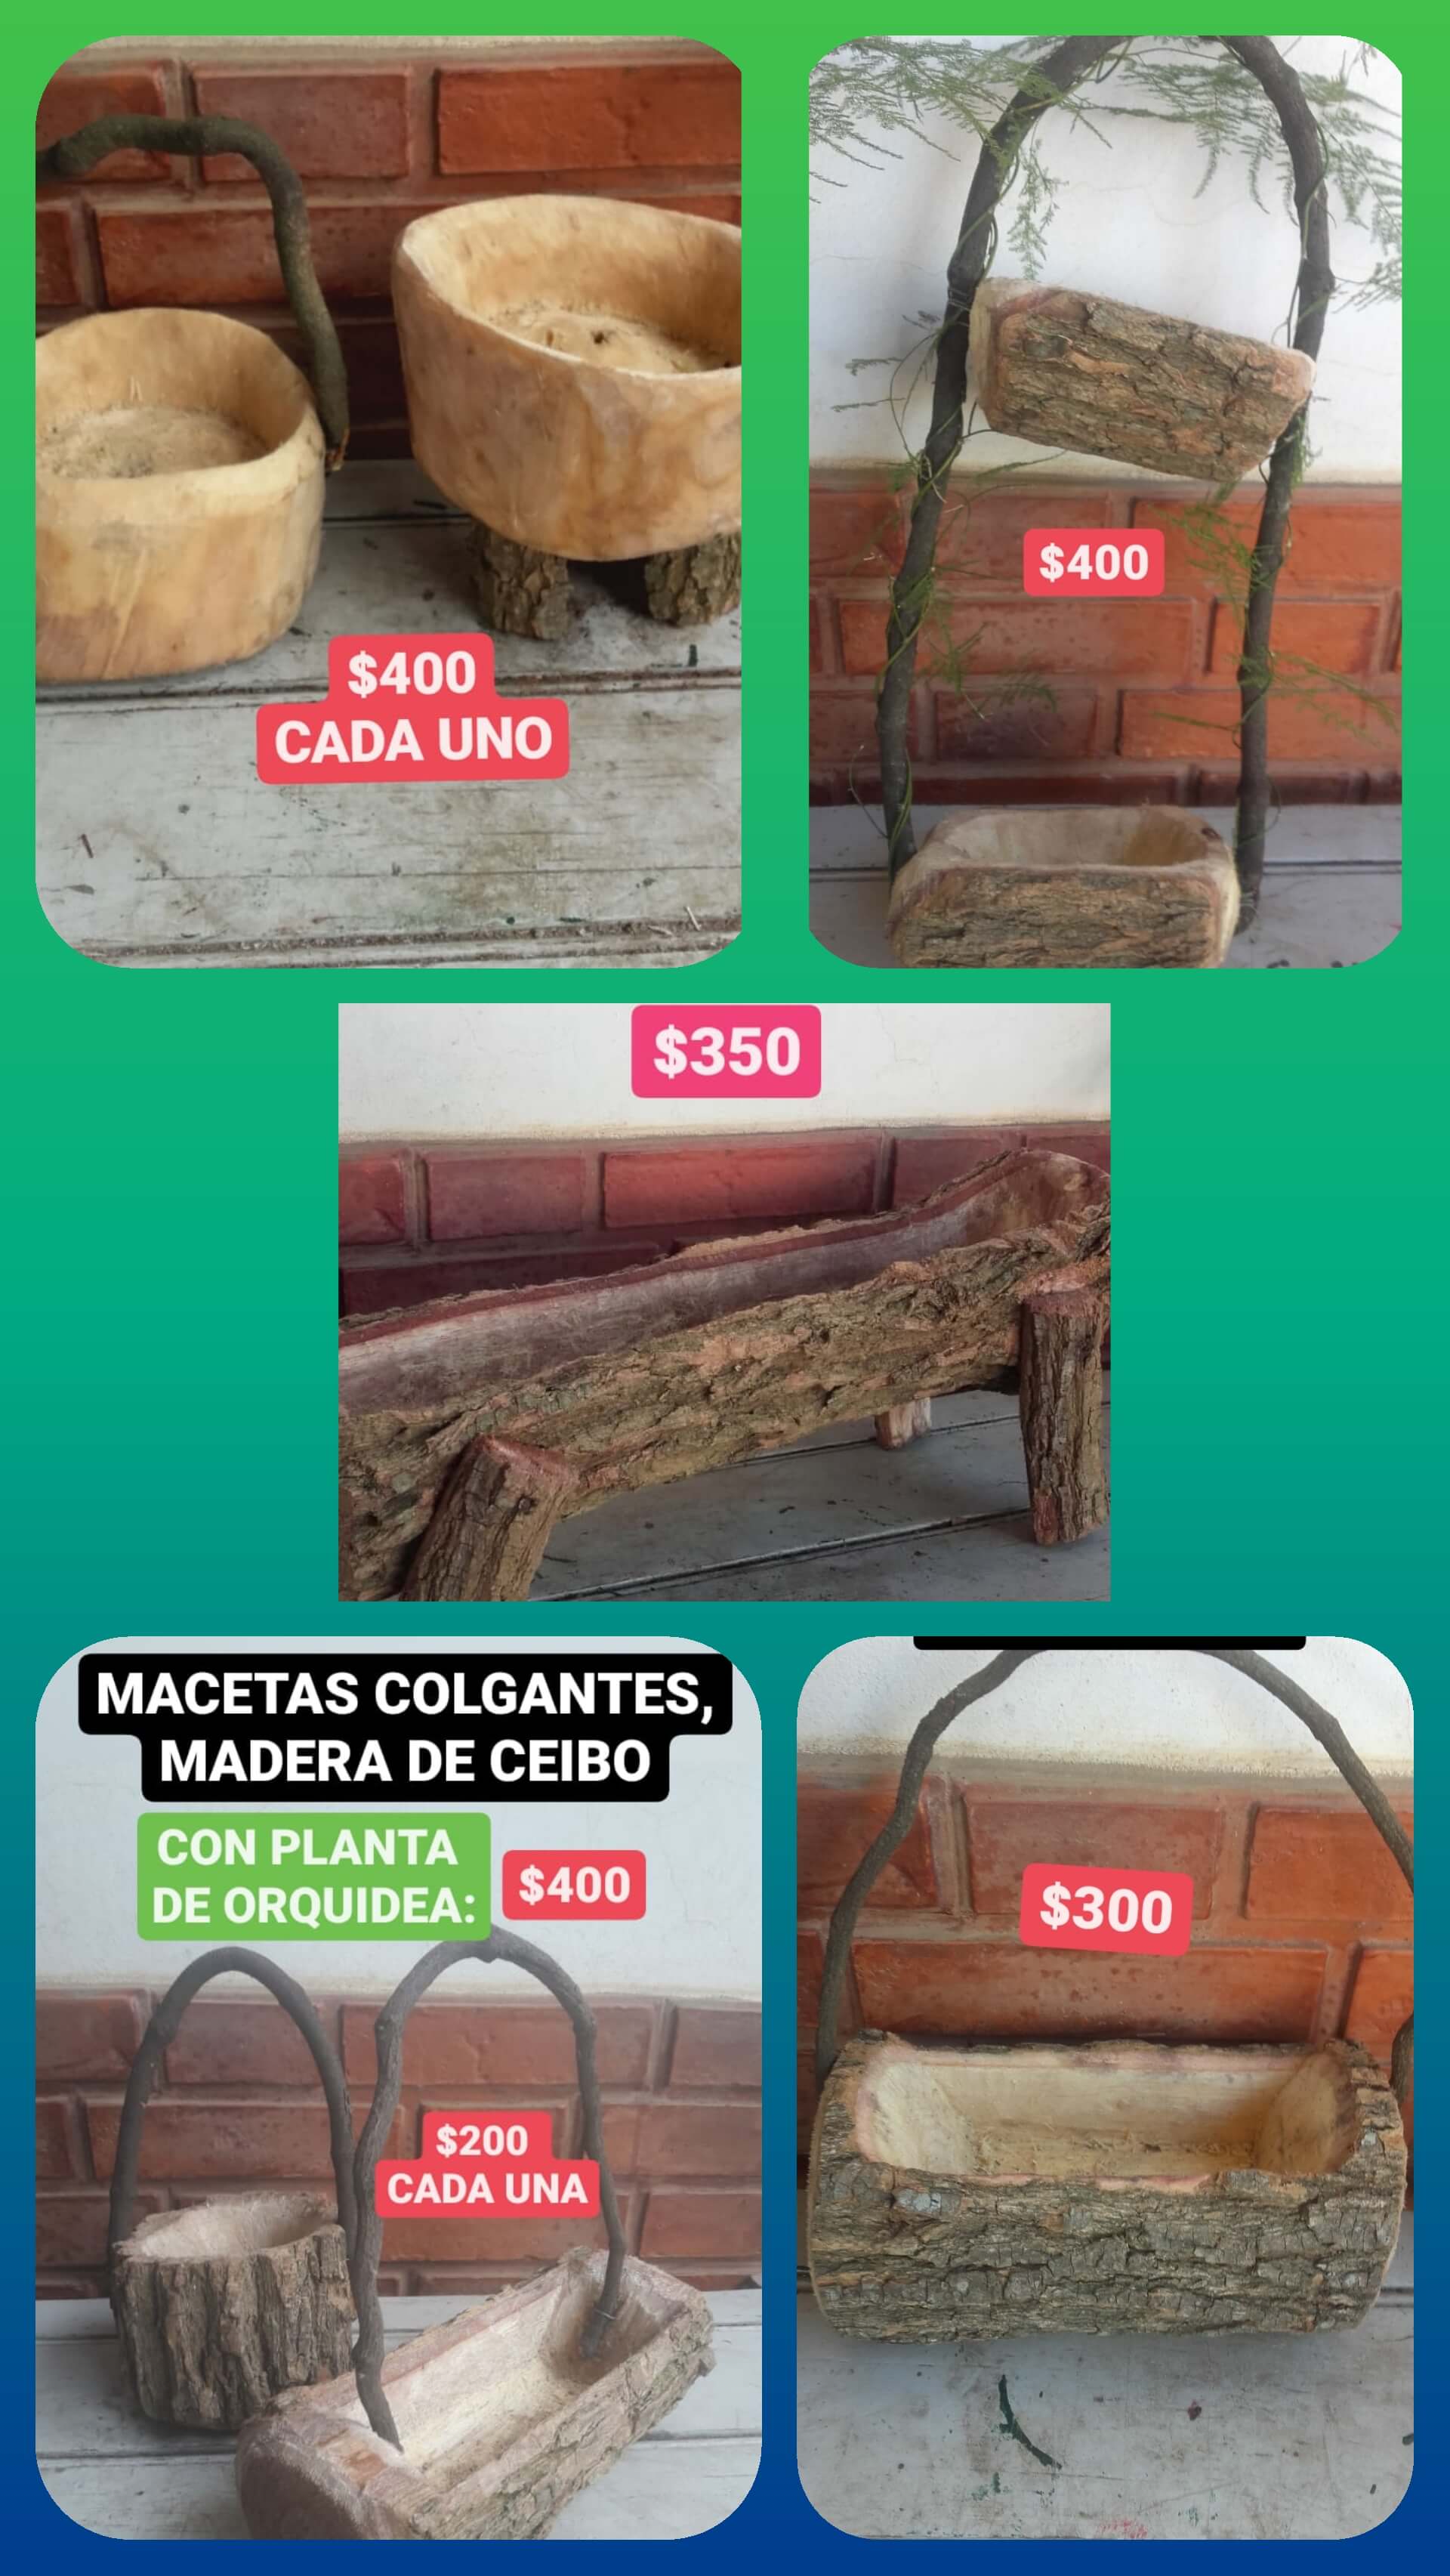 $400
CADA UNO
$400
$350
MACETAS COLGANTES,
MADERA DE CEIBO
CON PLANTA
DE ORQUIDEA:
$400
$200
CADA UNA
$300